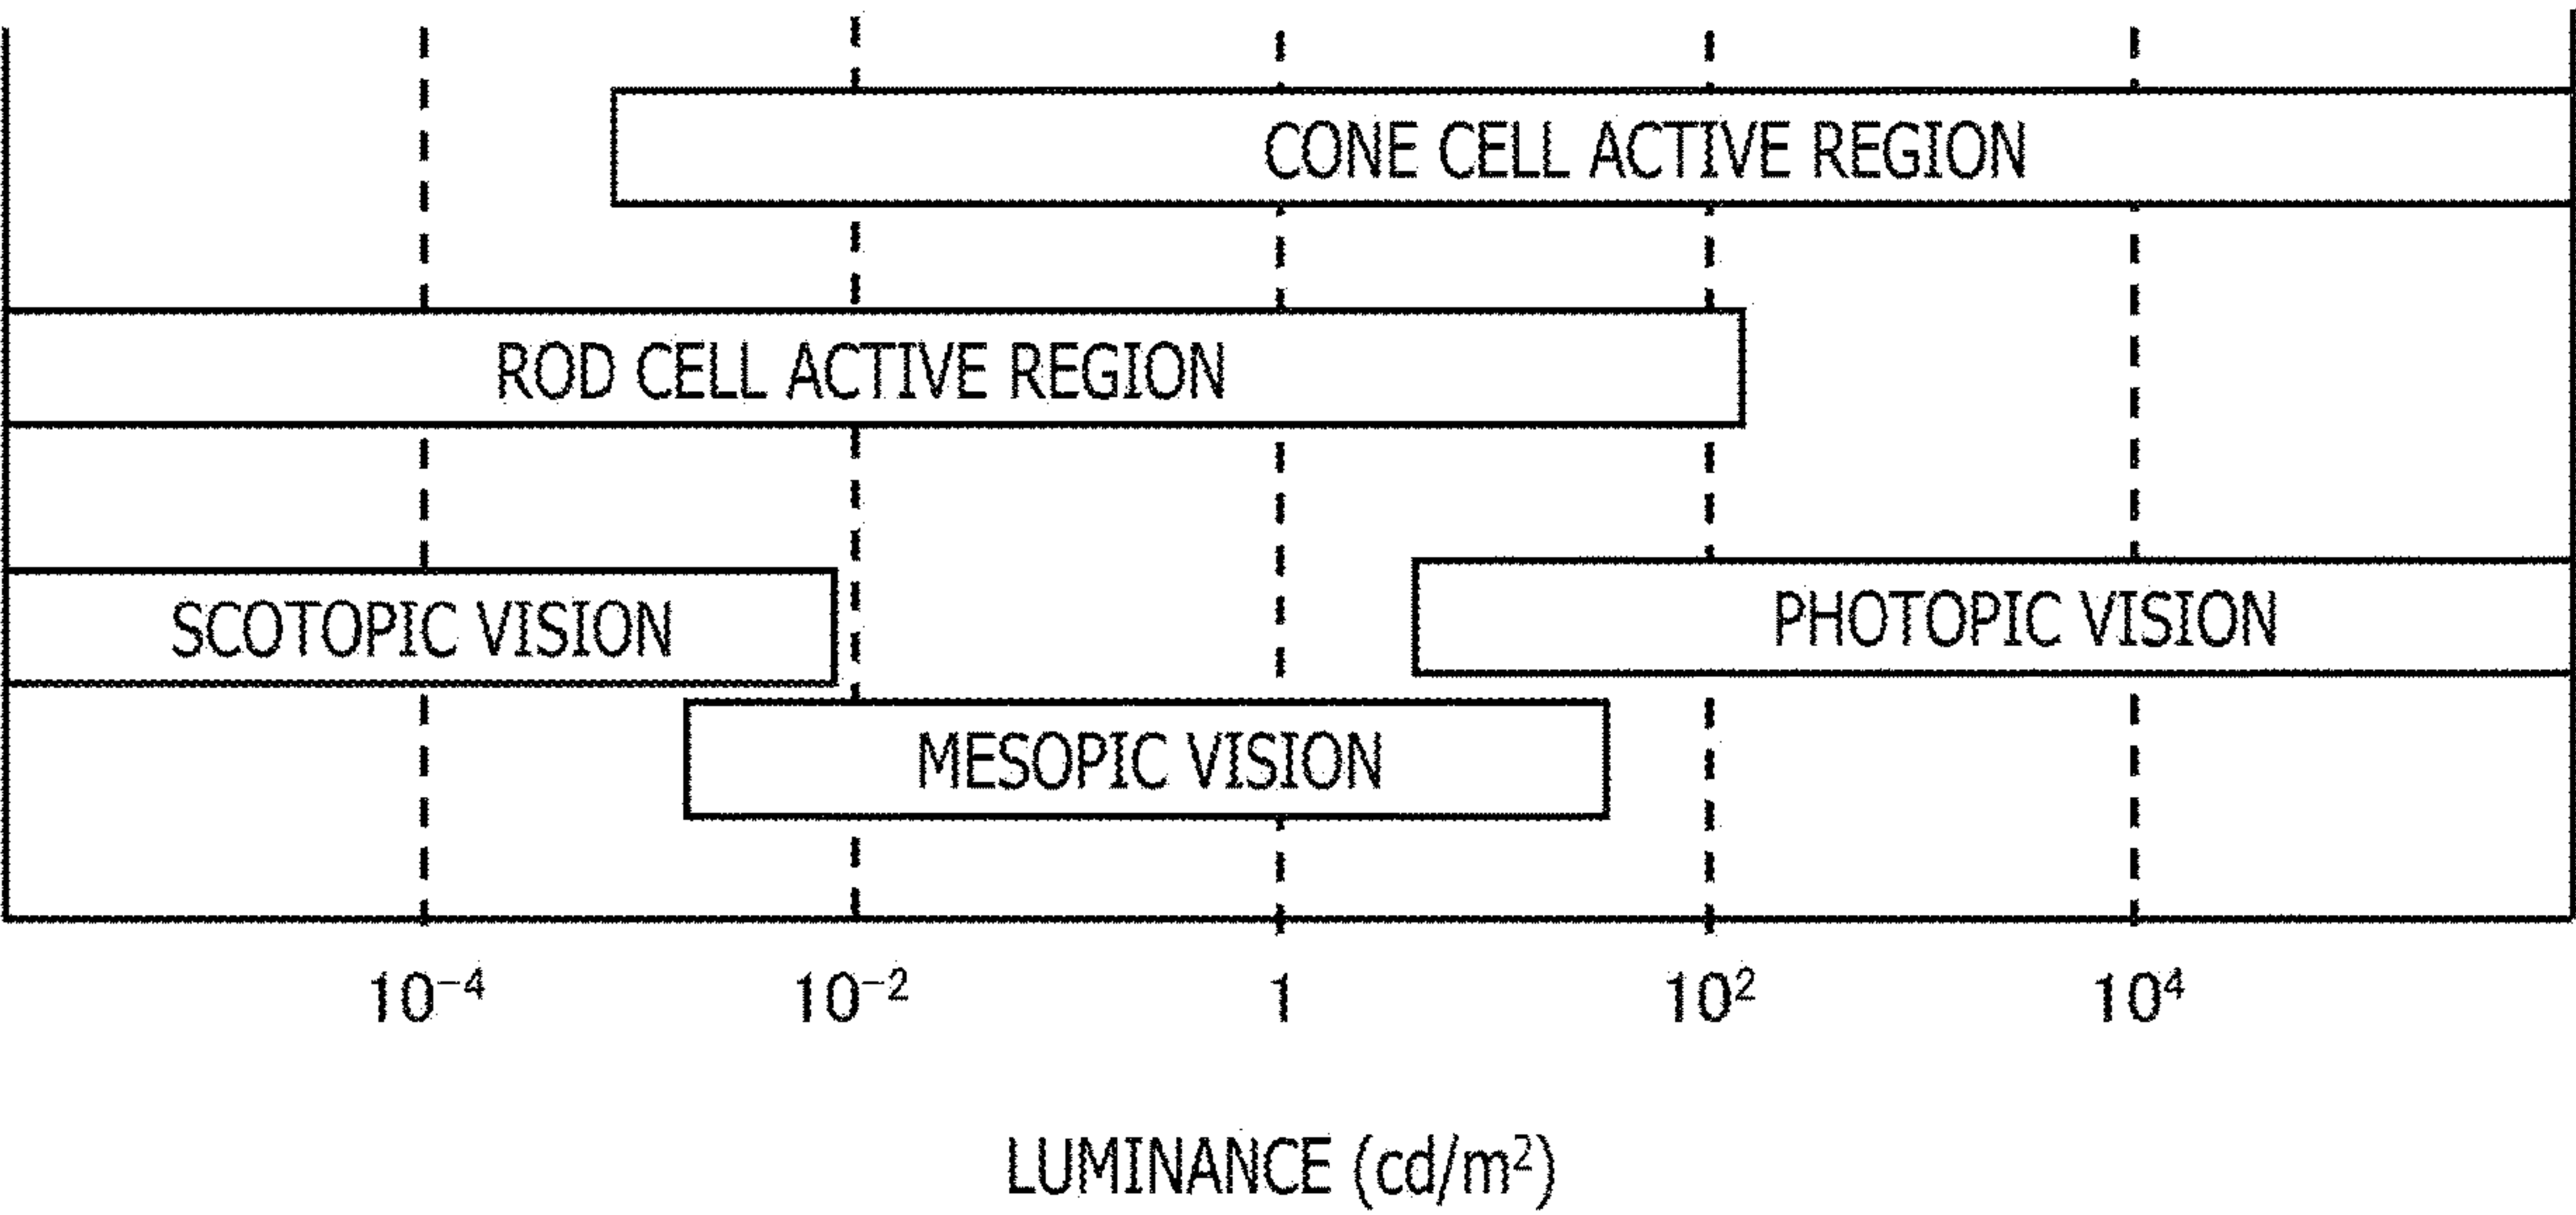 CONE CELL ACTIVE REGION
ROD CELL ACTIVE REGION
SCOTOPIC VISION
PHOTOPIC VISION
MESOPIC VISION
10⁻⁴ 10⁻² 1 10² 10⁴
LUMINANCE (cd/m²)